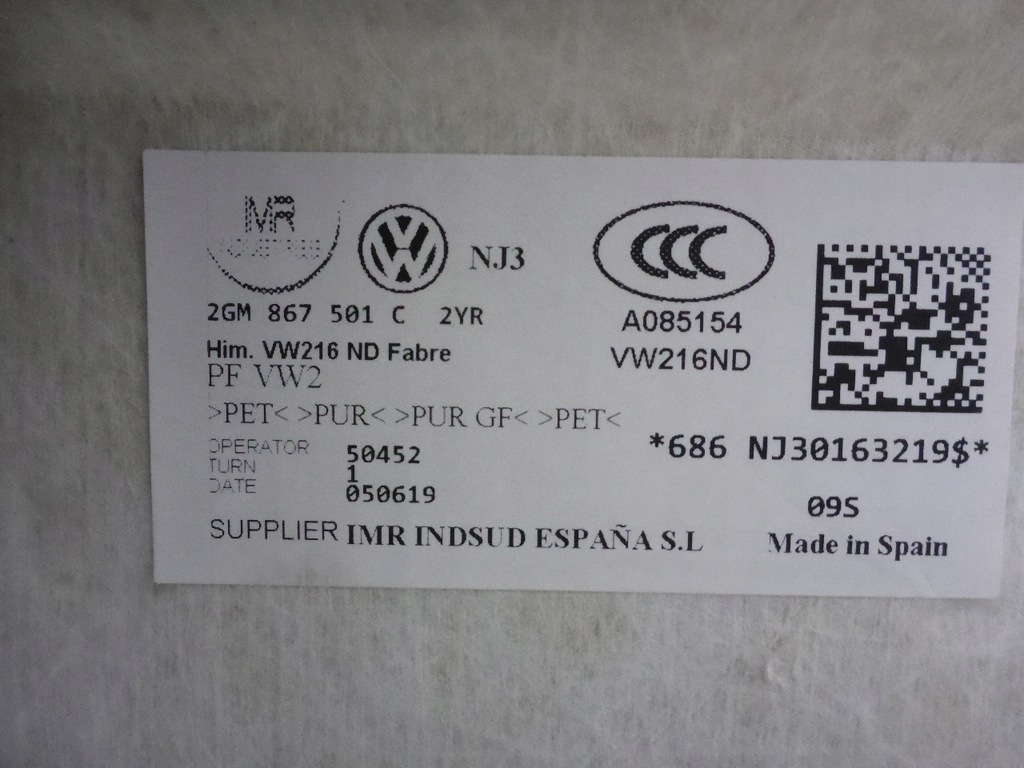 IMR
NJ3
2GM 867 501 C 2YR
Him. VW216 ND Fabre
PF VW2
>PET< >PUR< >PUR GF< >PET<
OPERATOR 50452
TURN 1
DATE 050619
SUPPLIER IMR INDSUD ESPAÑA S.L
CCC
A085154
VW216ND
*686 NJ30163219$*
09S
Made in Spain